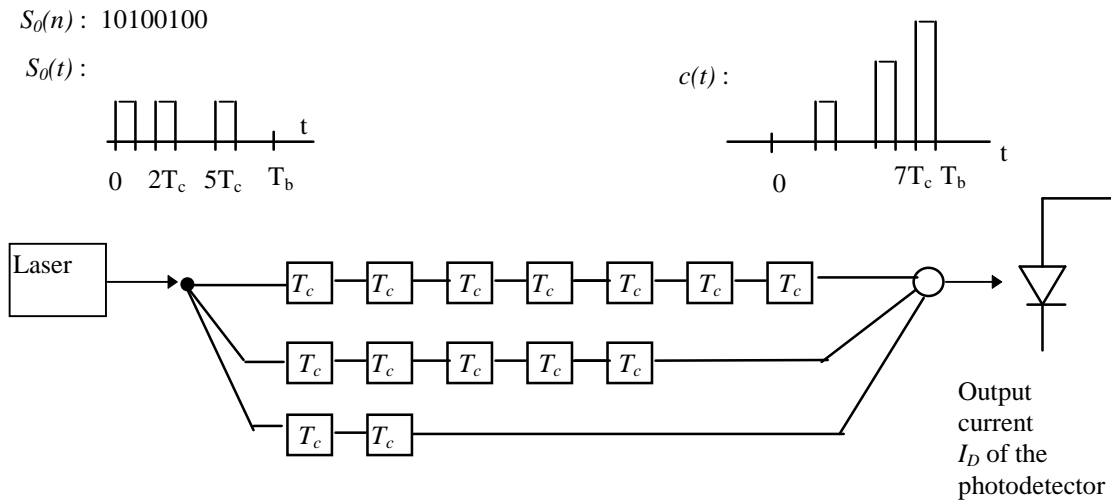 S₀(n) : 10100100
S₀(t) :
c(t) :
t
0 2Tc 5Tc Tb
t
0 7Tc Tb
Laser
Tc Tc Tc Tc Tc Tc Tc
Tc Tc Tc Tc Tc
Tc Tc
Output
current
I_D of the
photodetector